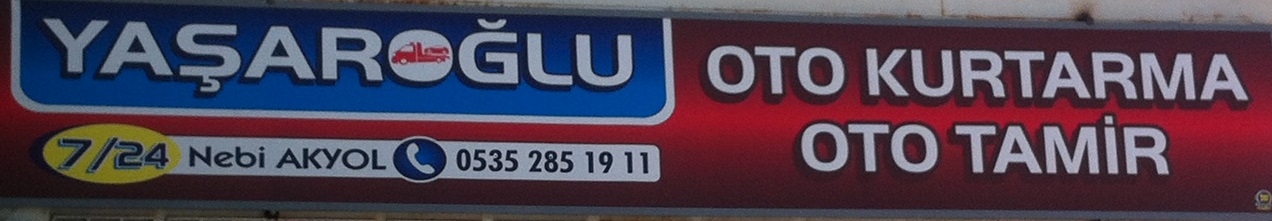 YAŞAROĞLU
7/24 Nebi AKYOL 0535 285 19 11
OTO KURTARMA
OTO TAMİR